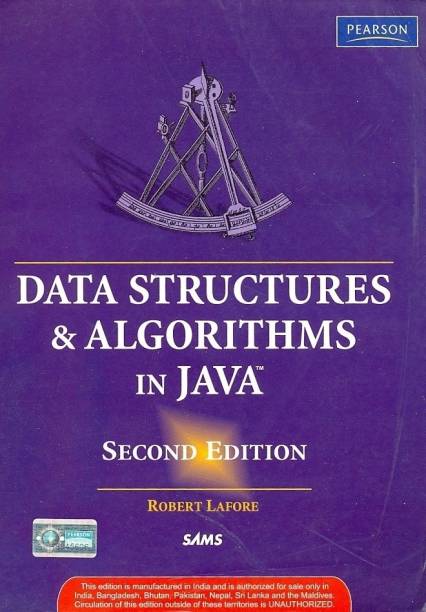 PEARSON
DATA STRUCTURES
& ALGORITHMS
IN JAVA™
SECOND EDITION
ROBERT LAFORE
SAMS
PEARSON
This edition is manufactured in India and is authorized for sale only in
India, Bangladesh, Bhutan, Pakistan, Nepal, Sri Lanka and the Maldives.
Circulation of this edition outside of these territories is UNAUTHORIZED.